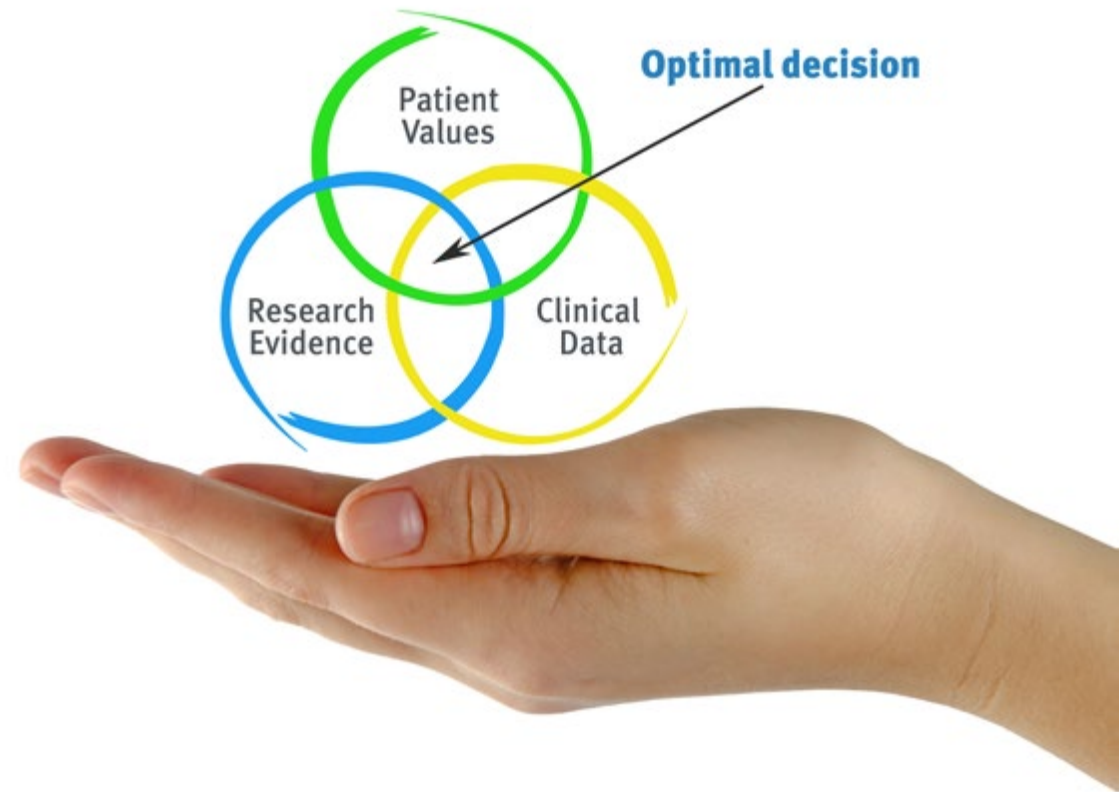 Optimal decision
Patient
Values
Research
Evidence
Clinical
Data